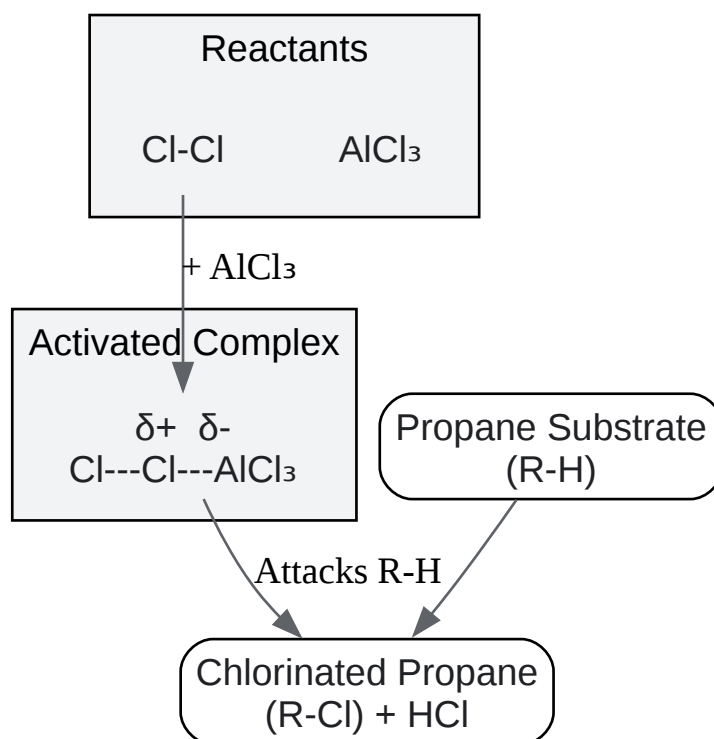 Reactants
Cl-Cl
AlCl₃
+ AlCl₃
Activated Complex
δ+ δ-
Cl---Cl---AlCl₃
Propane Substrate
(R-H)
Attacks R-H
Chlorinated Propane
(R-Cl) + HCl